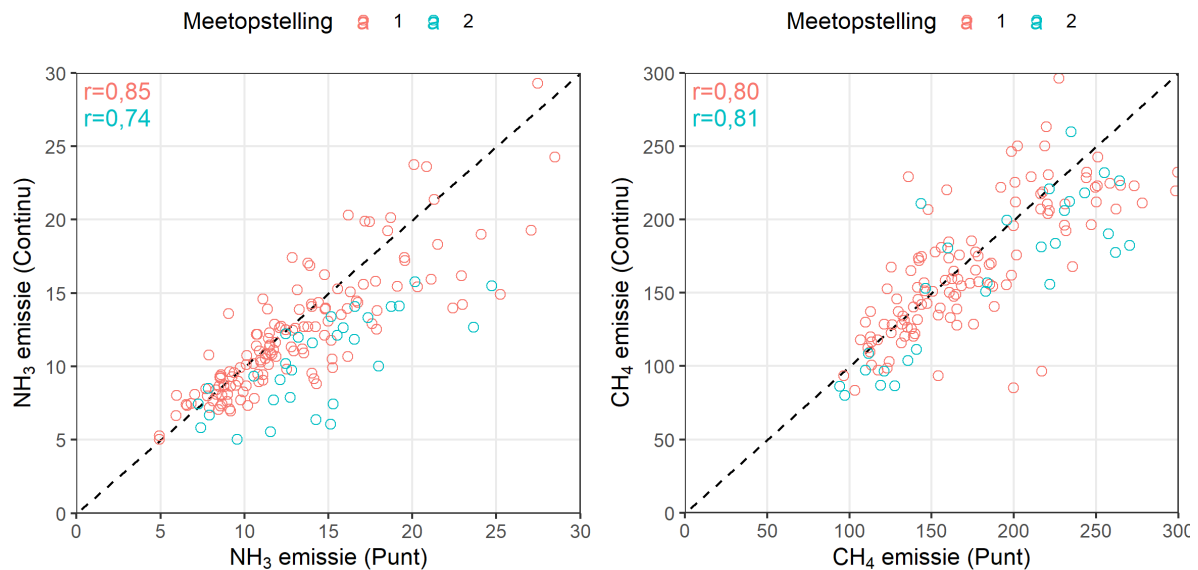 Meetopstelling a 1 a 2
r=0,85
r=0,74
NH₃ emissie (Continu)
30
25
20
15
10
5
0
0 5 10 15 20 25 30
NH₃ emissie (Punt)
Meetopstelling a 1 a 2
r=0,80
r=0,81
CH₄ emissie (Continu)
300
250
200
150
100
50
0
0 50 100 150 200 250 300
CH₄ emissie (Punt)